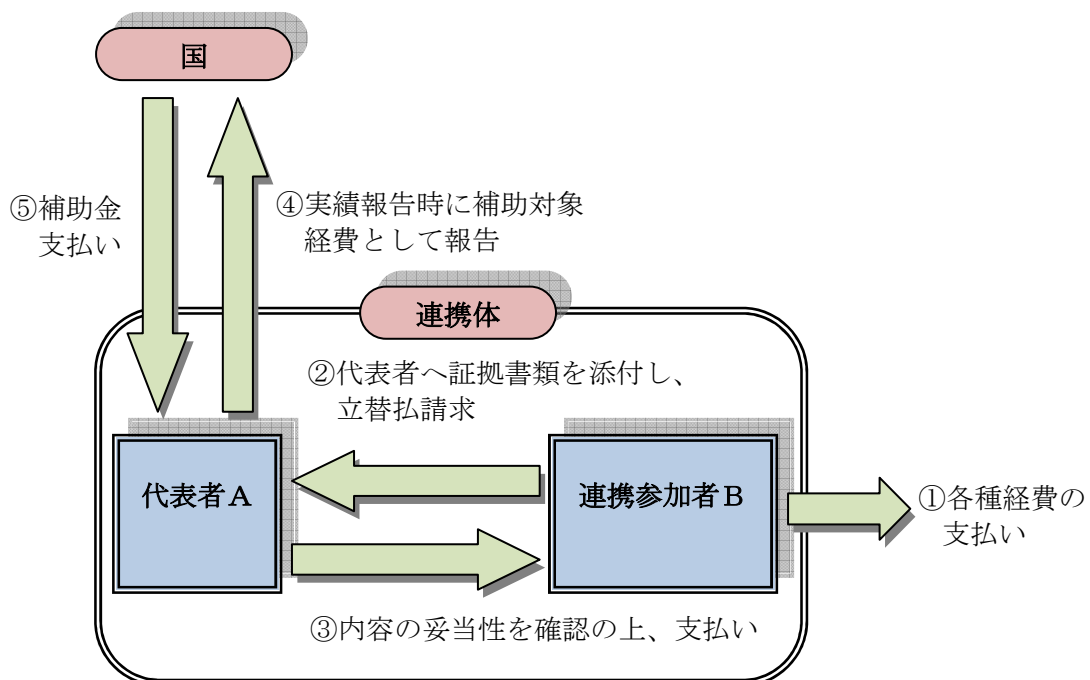 国
⑤補助金
支払い
④実績報告時に補助対象
経費として報告
連携体
②代表者へ証拠書類を添付し、
立替払請求
代表者A
連携参加者B
①各種経費の
支払い
③内容の妥当性を確認の上、支払い